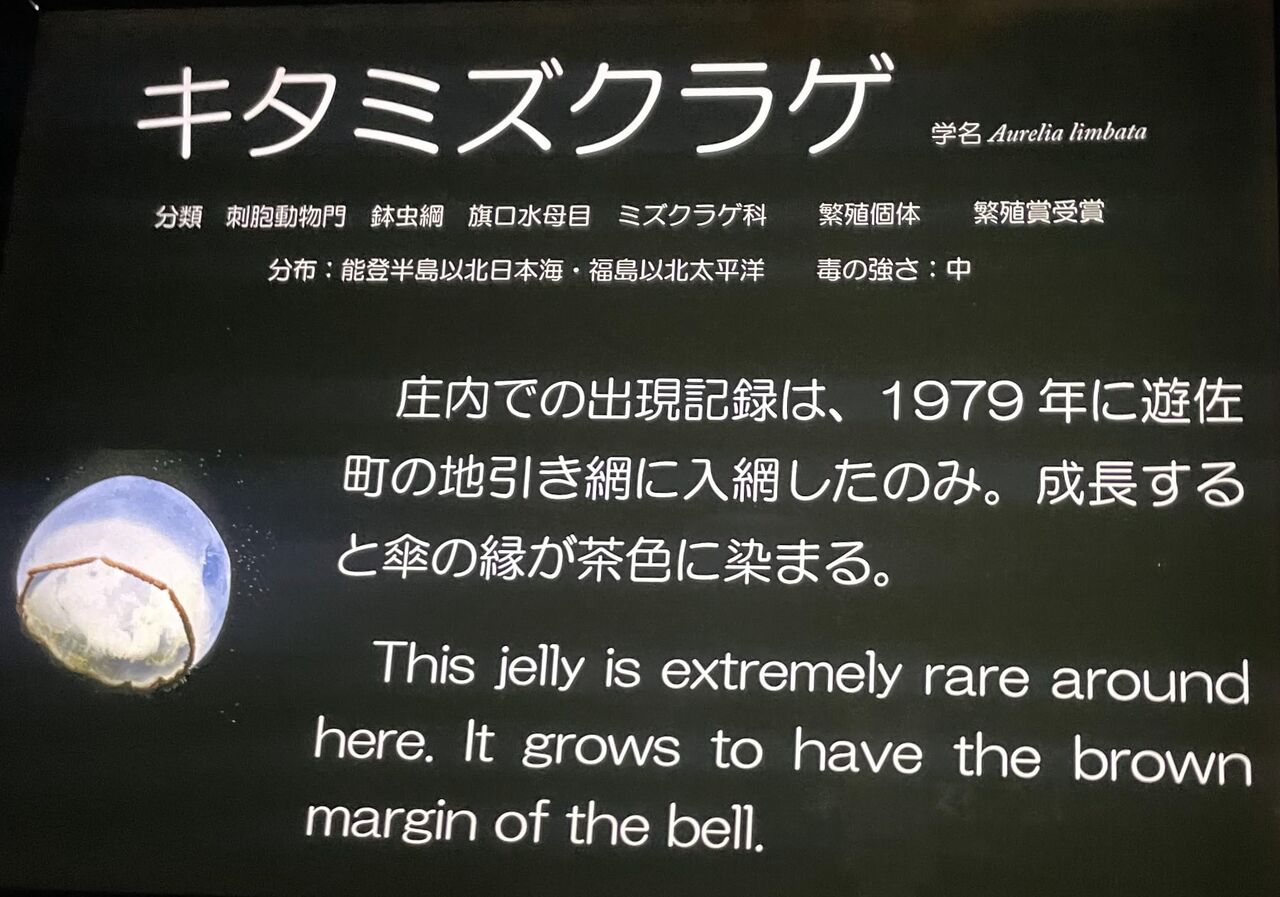 キタミズクラゲ 学名 Aurelia limbata
分類 刺胞動物門 鉢虫綱 旗口水母目 ミズクラゲ科 繁殖個体 繁殖賞受賞
分布：能登半島以北日本海・福島以北太平洋 毒の強さ：中
庄内での出現記録は、1979 年に遊佐
町の地引き網に入網したのみ。成長する
と傘の縁が茶色に染まる。
This jelly is extremely rare around
here. It grows to have the brown
margin of the bell.